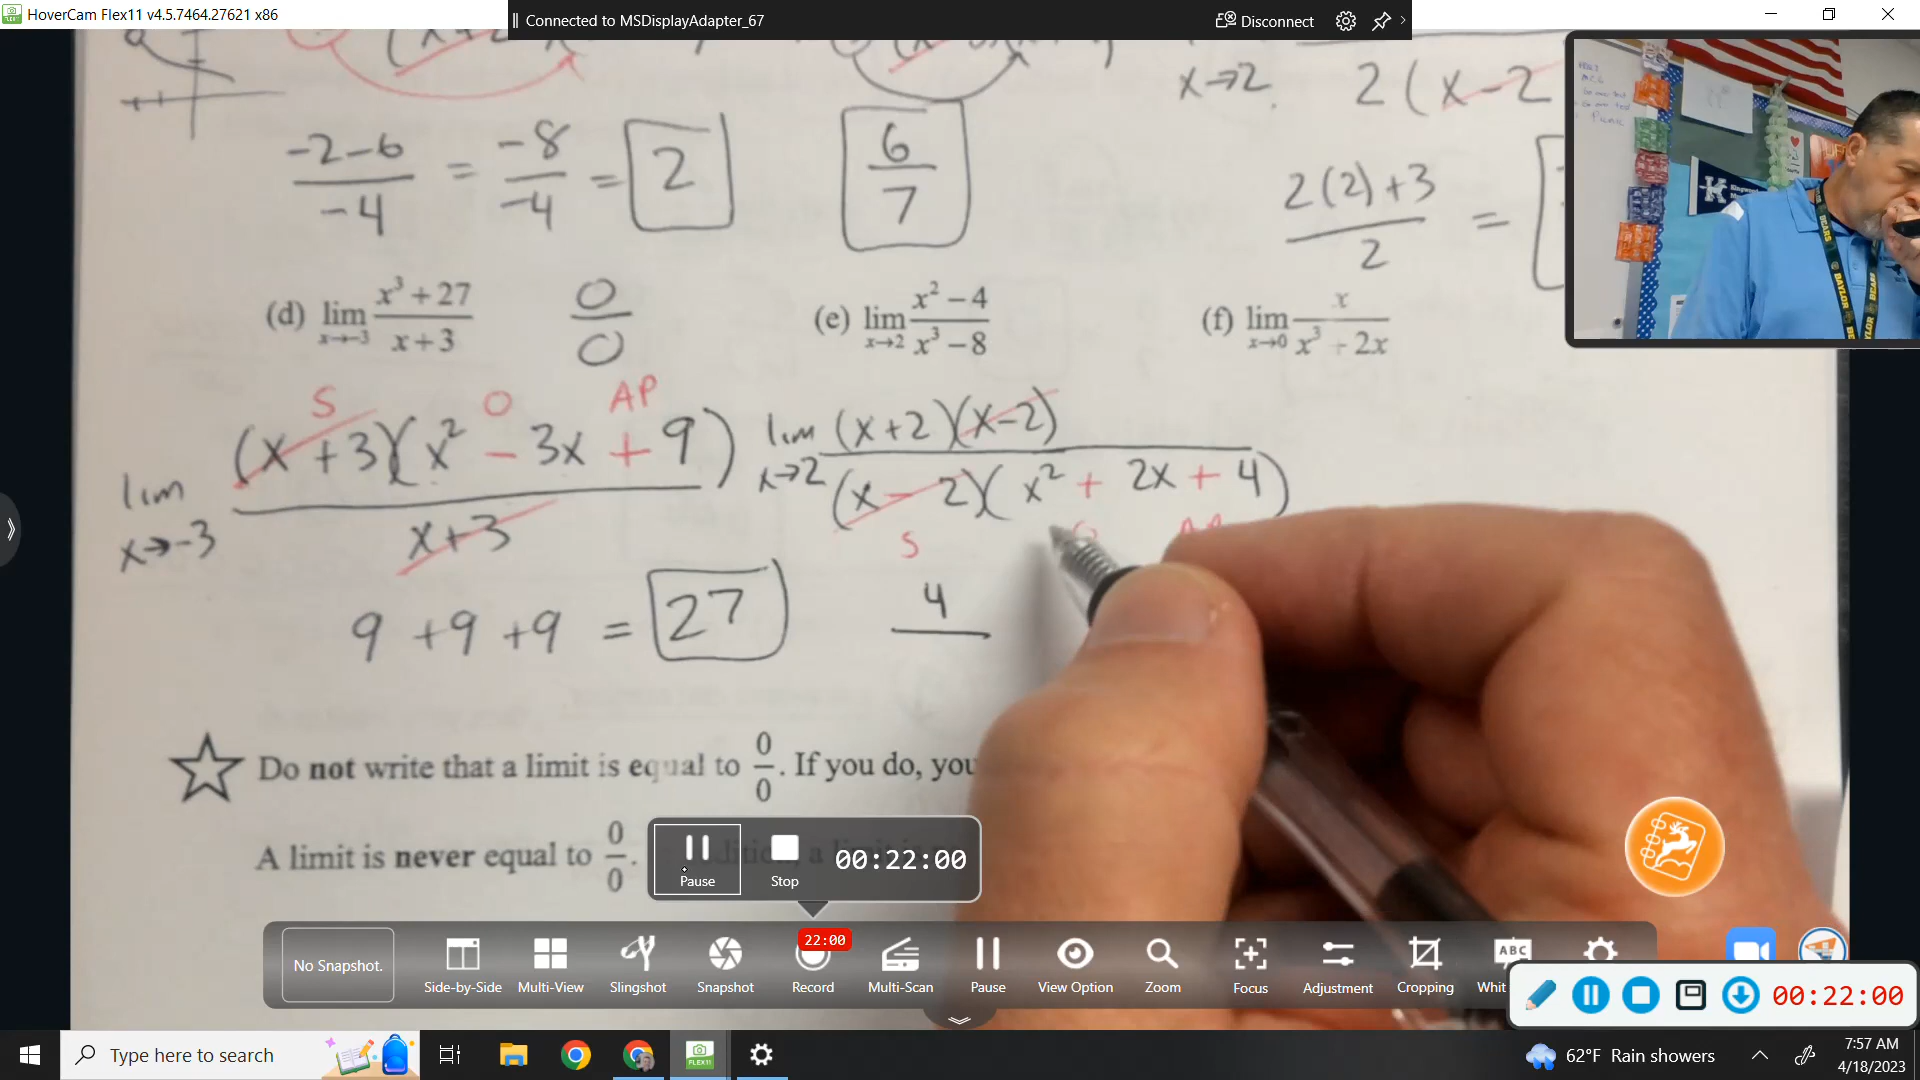 HoverCam Flex11 v4.5.7464.27621 x86
Connected to MSDisplayAdapter_67
Disconnect
x→2
2(x-2
-2-6/-4 = -8/-4 = 2
6/7
2(2)+3/2 =
(d) lim x→-3 x³+27/x+3
0/0
(e) lim x→2 x²-4/x³-8
(f) lim x→0 x/x³-2x
S O AP
lim x→-3 (x+3)(x²-3x+9)/x+3
lim x→2 (x+2)(x-2)/(x-2)(x²+2x+4)
S
9+9+9 = 27
4
Do not write that a limit is equal to 0/0. If you do, you
A limit is never equal to 0/0.
Pause
Stop
00:22:00
No Snapshot.
22:00
Side-by-Side
Multi-View
Slingshot
Snapshot
Record
Multi-Scan
Pause
View Option
Zoom
Focus
Adjustment
Cropping
ABC
Whit
00:22:00
Type here to search
FLEX11
62°F Rain showers
7:57 AM
4/18/2023